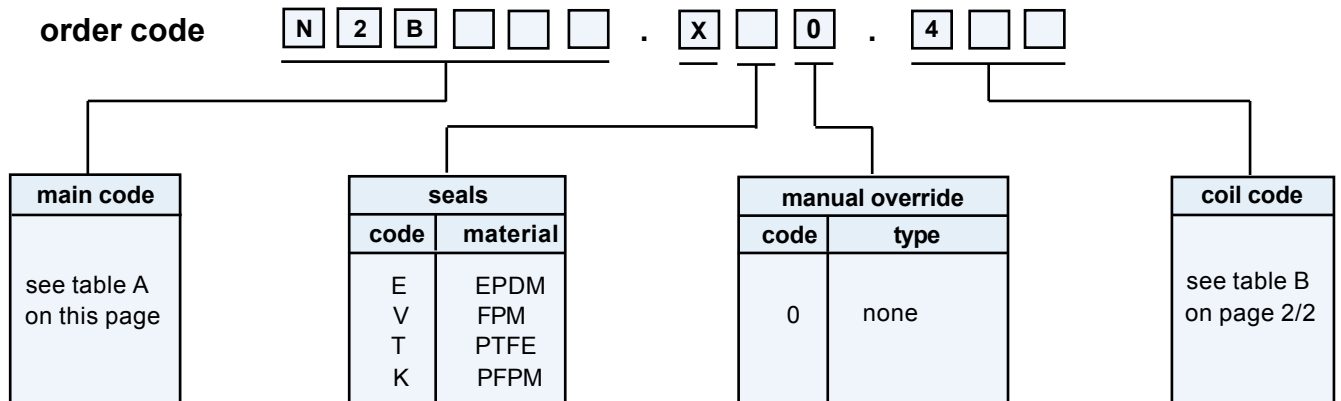 order code N 2 B . X 0 . 4
main code
see table A
on this page
seals
code material
E EPDM
V FPM
T PTFE
K PFPM
manual override
code type
0 none
coil code
see table B
on page 2/2